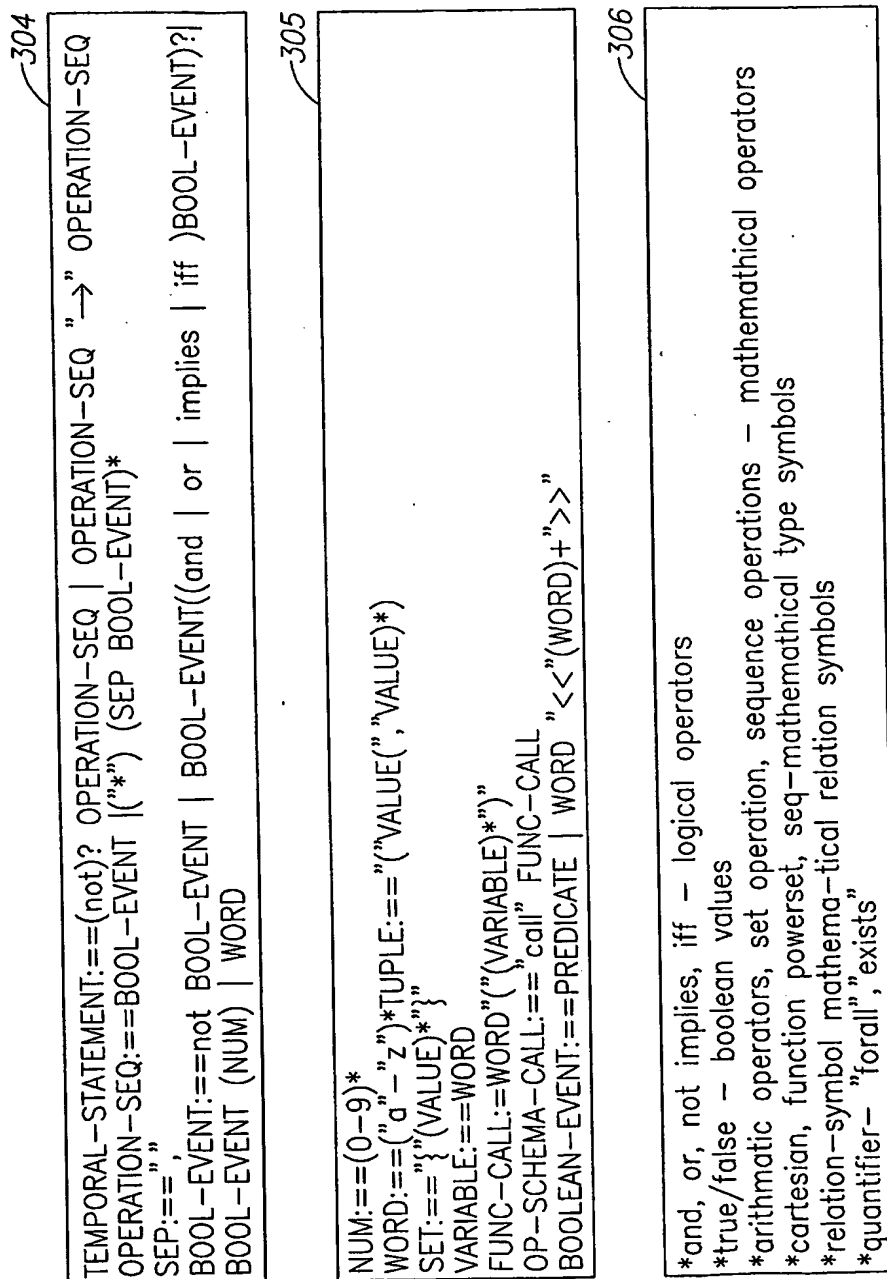 304
TEMPORAL–STATEMENT:==(not)? OPERATION–SEQ | OPERATION–SEQ "→" OPERATION–SEQ
OPERATION–SEQ:==BOOL–EVENT |("*") (SEP BOOL–EVENT)*
SEP:==","
BOOL–EVENT:==not BOOL–EVENT | BOOL–EVENT((and | or | implies | iff )BOOL–EVENT)?|
BOOL–EVENT (NUM) | WORD
305
NUM:==(0–9)*
WORD:==("a"–"z")*TUPLE:=="("VALUE(","VALUE)*)
SET:=="}"(VALUE)*"}"
VARIABLE:==WORD
FUNC–CALL:=WORD"("(VARIABLE)*")"
OP–SCHEMA–CALL:=="call" FUNC–CALL
BOOLEAN–EVENT:==PREDICATE | WORD "<<"(WORD)+">>"
306
*and, or, not implies, iff – logical operators
*true/false – boolean values
*arithmatic operators, set operation, sequence operations – mathemathical operators
*cartesian, function powerset, seq–mathemathical type symbols
*relation–symbol mathema–tical relation symbols
*quantifier– "forall","exists"